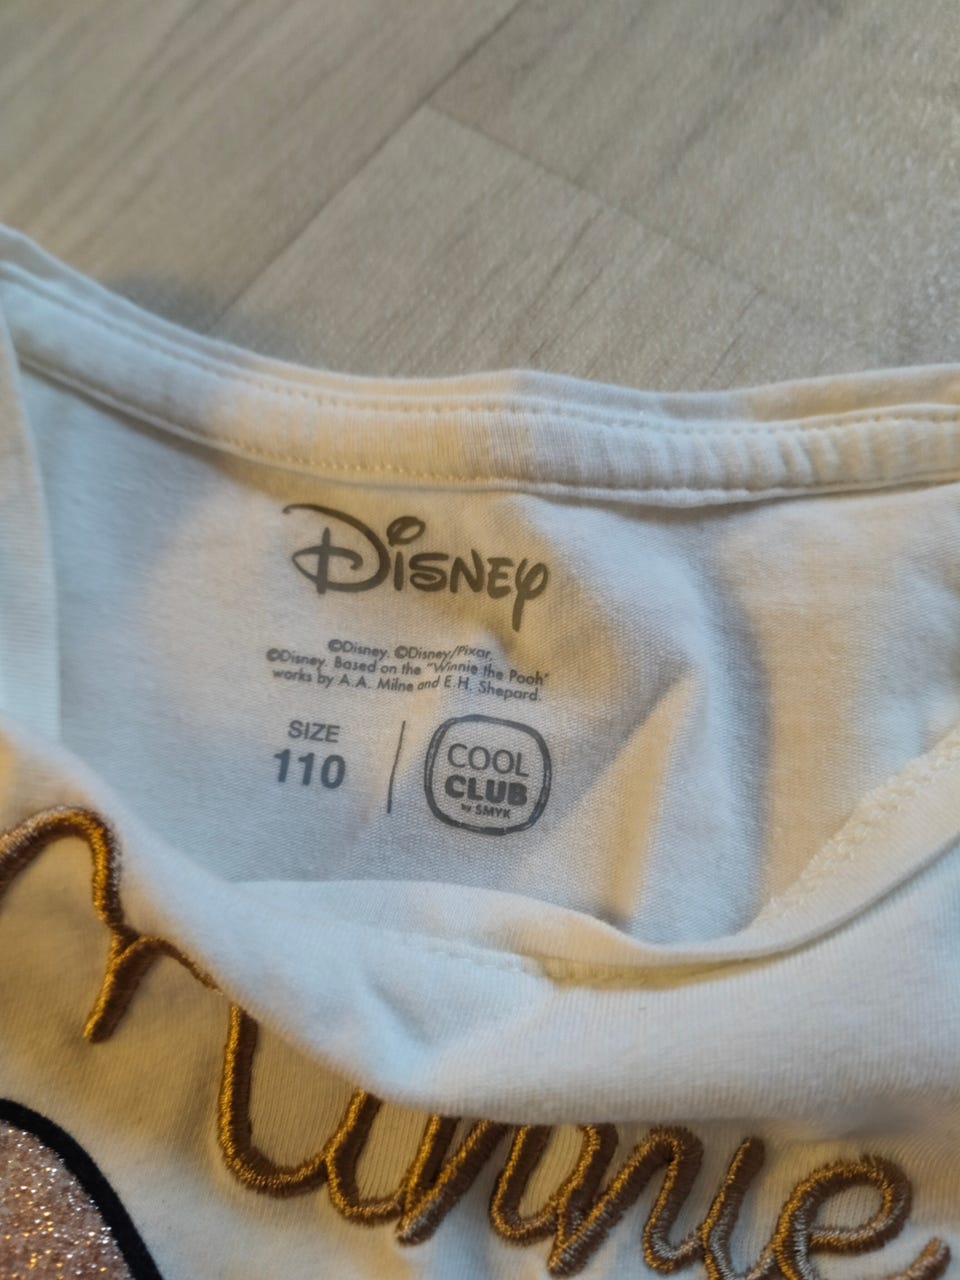 Disney
©Disney. ©Disney/Pixar.
©Disney. Based on the "Winnie the Pooh"
works by A.A. Milne and E.H. Shepard.
SIZE
110
COOL
CLUB
by SMYK
Minnie